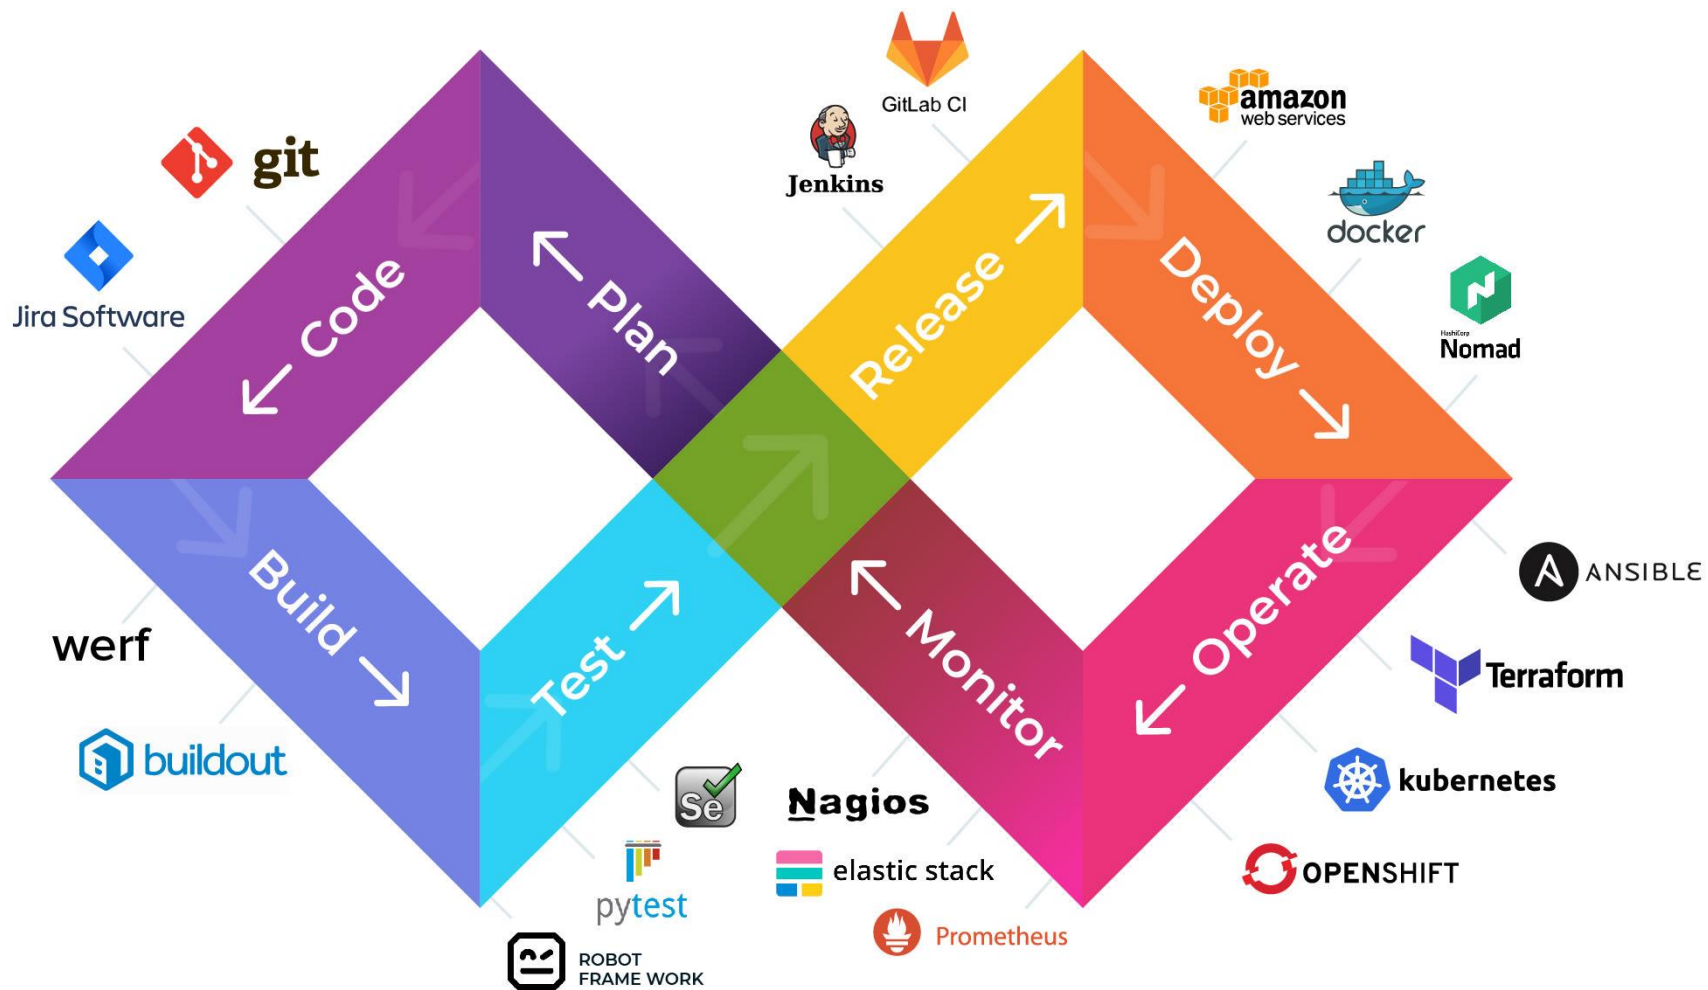 GitLab CI
Jenkins
amazon
web services
git
docker
Jira Software
HashiCorp
Nomad
Code
Plan
Release
Deploy
Build
Test
Monitor
Operate
ANSIBLE
werf
Terraform
buildout
kubernetes
Se
Nagios
elastic stack
OPENSHIFT
pytest
Prometheus
ROBOT
FRAME WORK